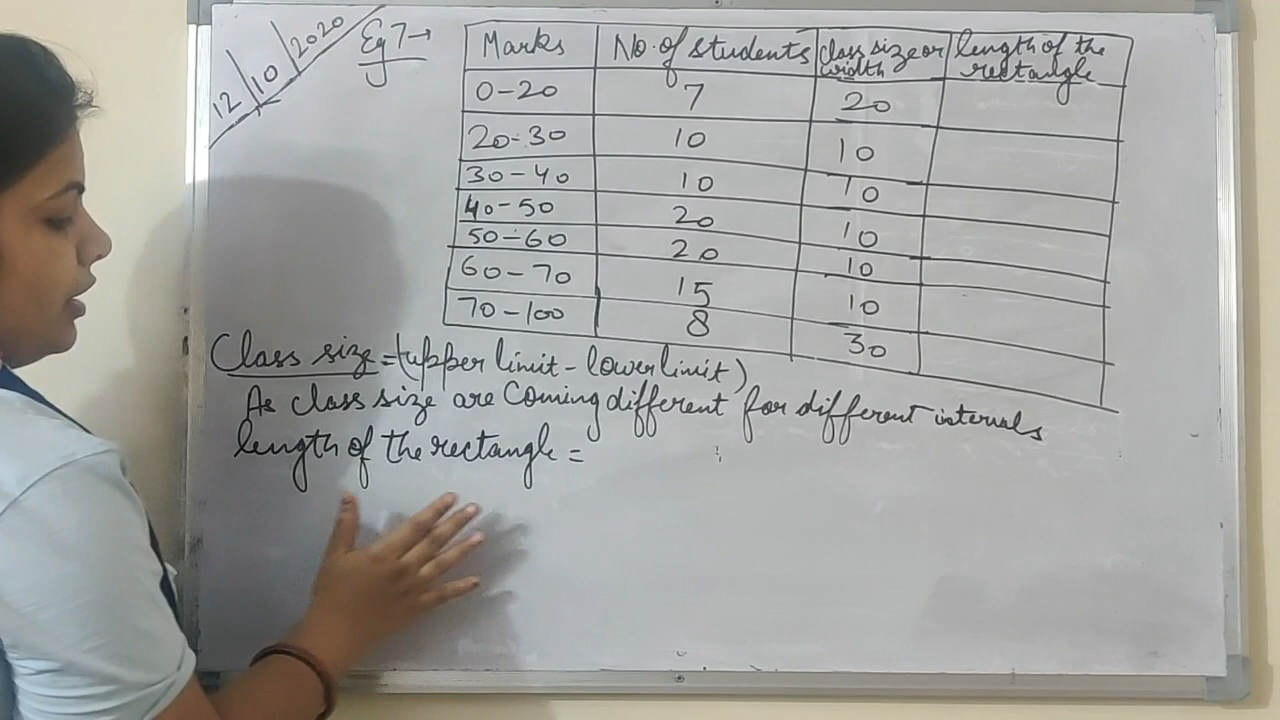 12/10/2020
Eg 7→
Marks No. of students class size or width length of the rectangle
0-20 7 20
20-30 10 10
30-40 10 10
40-50 20 10
50-60 20 10
60-70 15 10
70-100 8 30
Class size = (upper limit - lower limit)
As class size are coming different for different intervals
length of the rectangle =